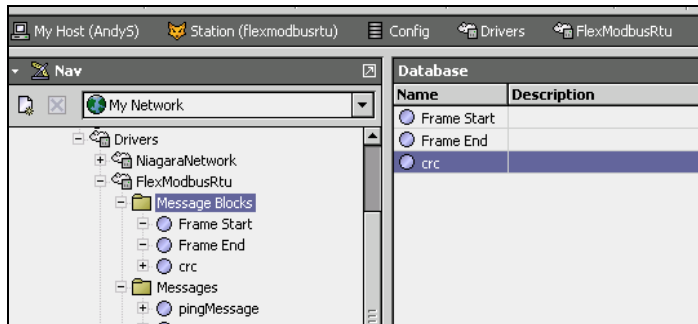 My Host (AndyS) Station (flexmodbusrtu) Config Drivers FlexModbusRtu
Nav
My Network
Drivers
NiagaraNetwork
FlexModbusRtu
Message Blocks
Frame Start
Frame End
crc
Messages
pingMessage
Database
Name Description
Frame Start
Frame End
crc